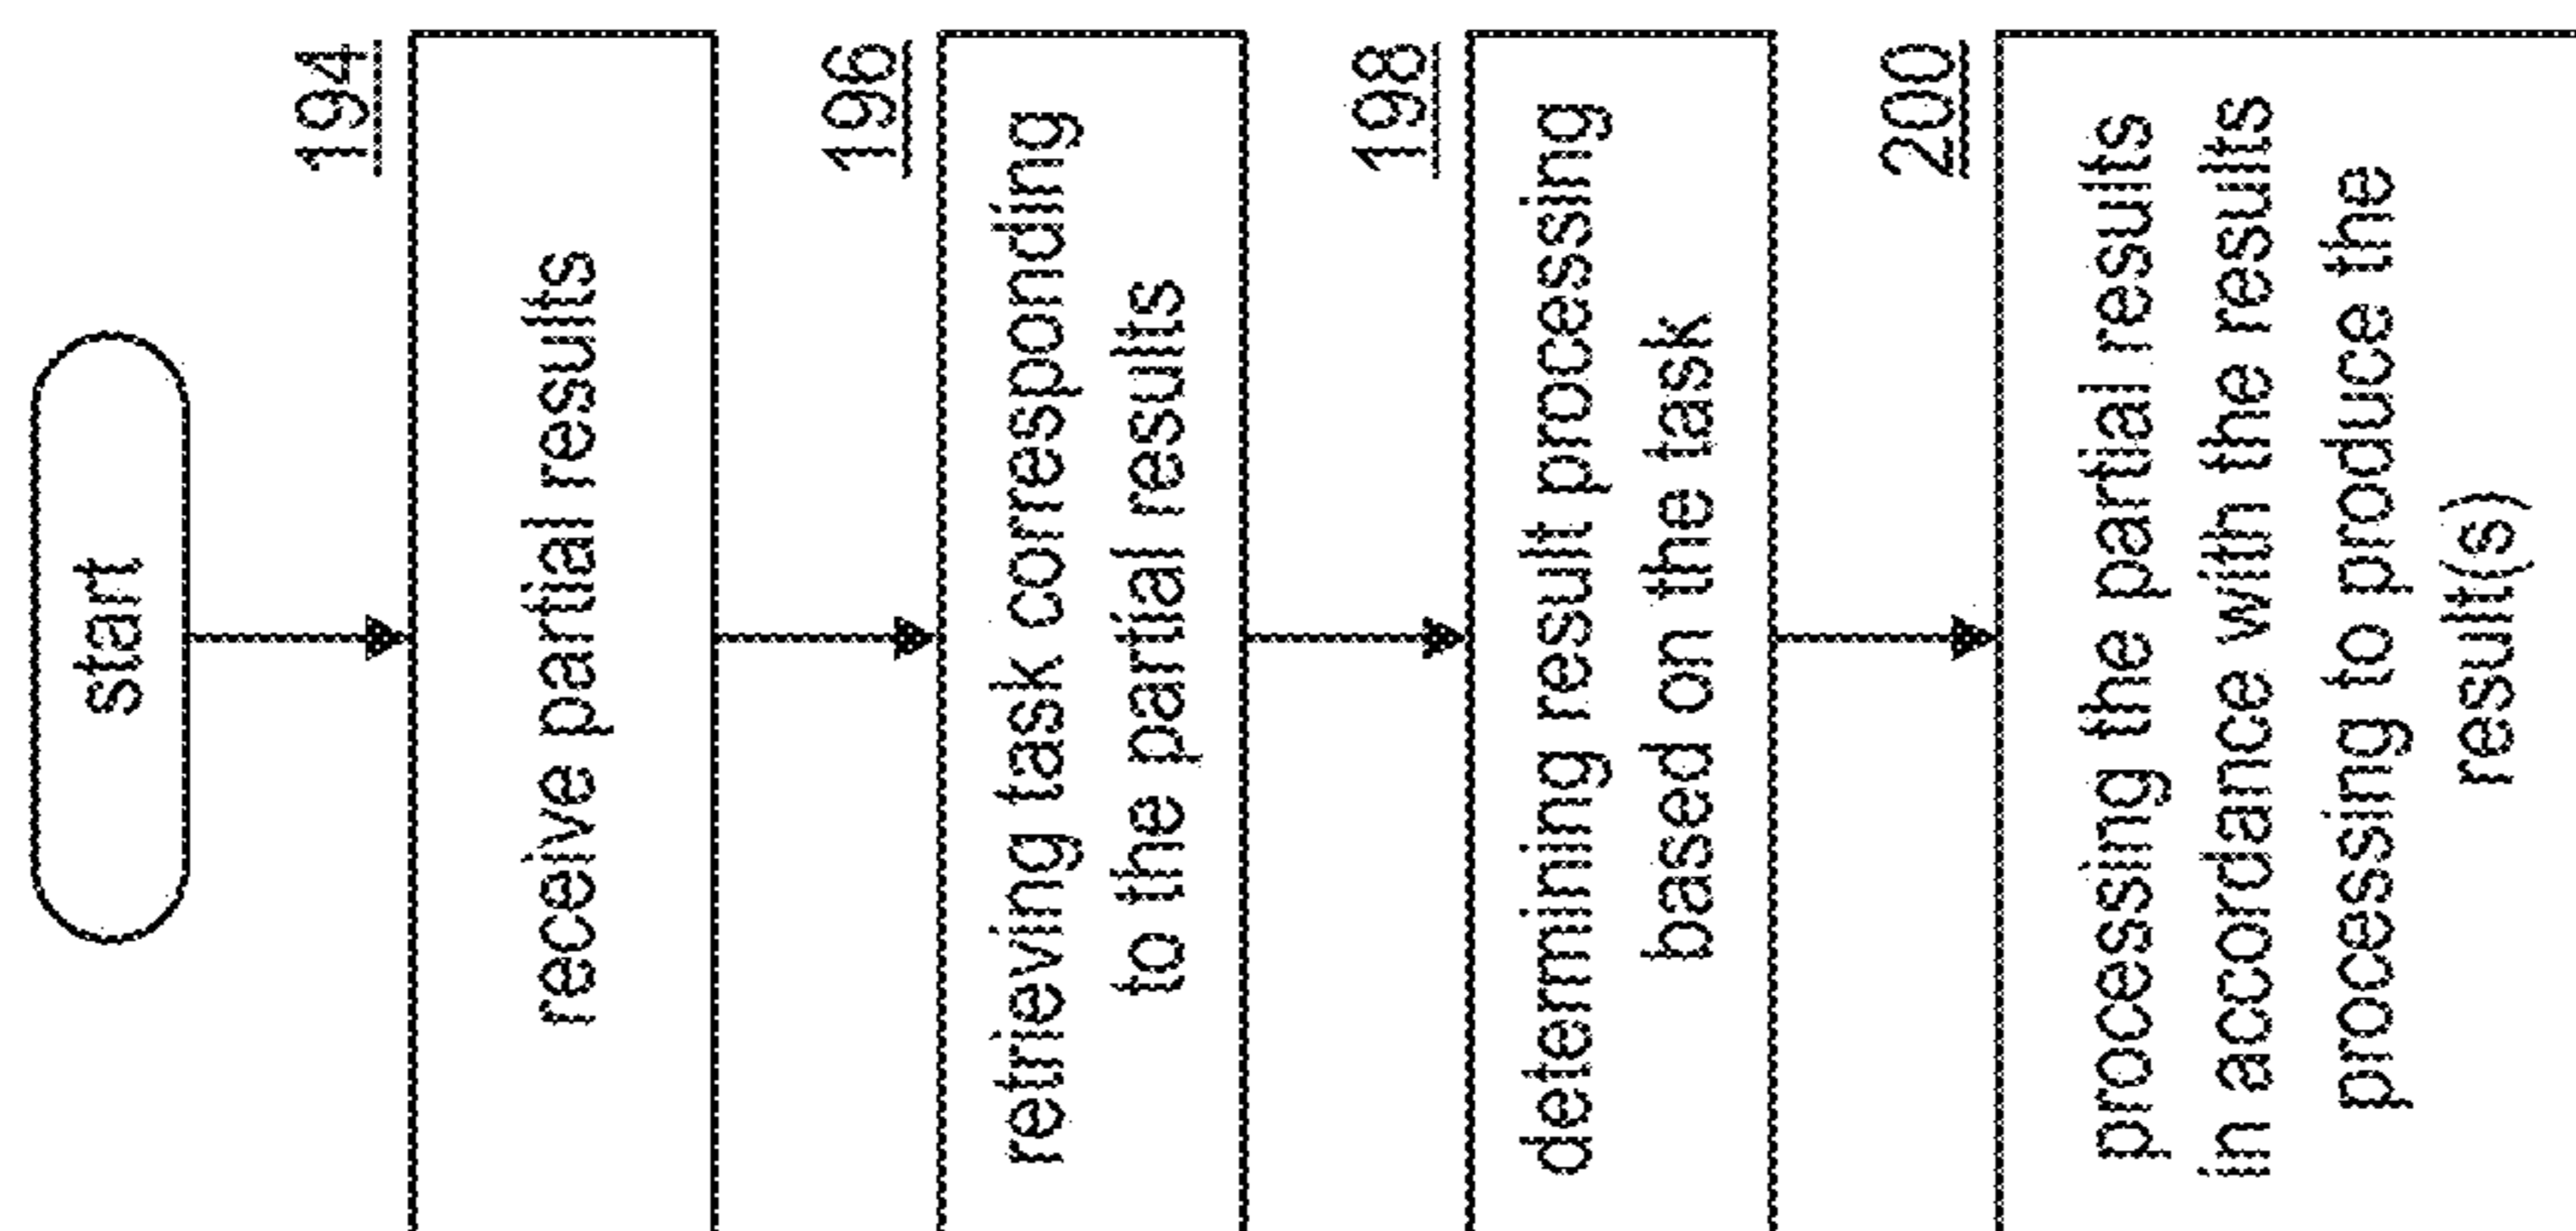 start
194
receive partial results
196
retrieving task corresponding
to the partial results
198
determining result processing
based on the task
200
processing the partial results
in accordance with the results
processing to produce the
result(s)